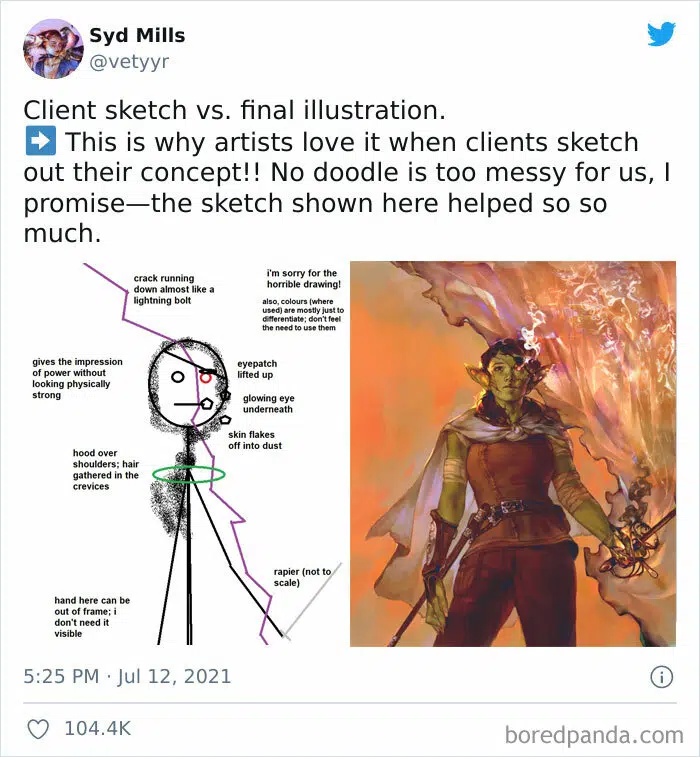 Syd Mills
@vetyyr
Client sketch vs. final illustration.
➡ This is why artists love it when clients sketch
out their concept!! No doodle is too messy for us, I
promise—the sketch shown here helped so so
much.
crack running
down almost like a
lightning bolt
i'm sorry for the
horrible drawing!
also, colours (where
used) are mostly just to
differentiate; don't feel
the need to use them
gives the impression
of power without
looking physically
strong
eyepatch
lifted up
glowing eye
underneath
skin flakes
off into dust
hood over
shoulders; hair
gathered in the
crevices
rapier (not to
scale)
hand here can be
out of frame; i
don't need it
visible
5:25 PM · Jul 12, 2021
104.4K
boredpanda.com